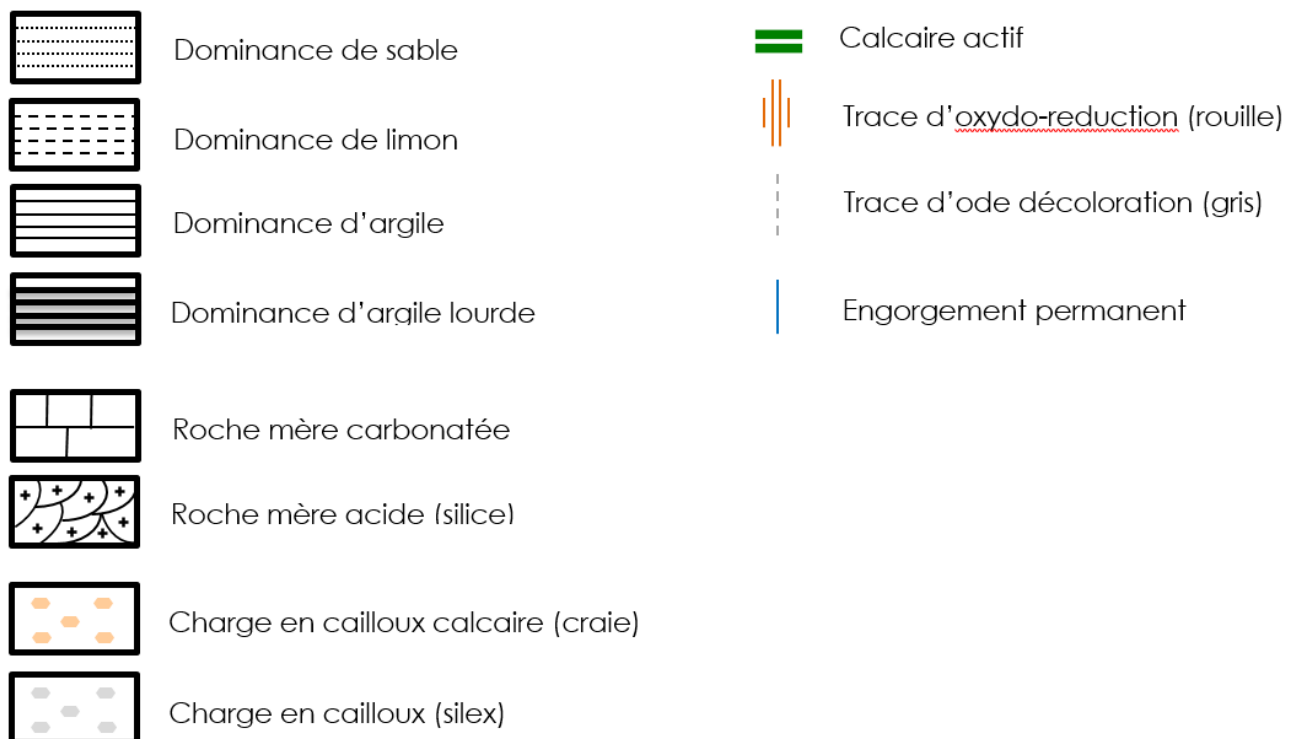 Dominance de sable
Dominance de limon
Dominance d'argile
Dominance d'argile lourde
Roche mère carbonatée
Roche mère acide (silice)
Charge en cailloux calcaire (craie)
Charge en cailloux (silex)
Calcaire actif
Trace d'oxydo-reduction (rouille)
Trace d'ode décoloration (gris)
Engorgement permanent